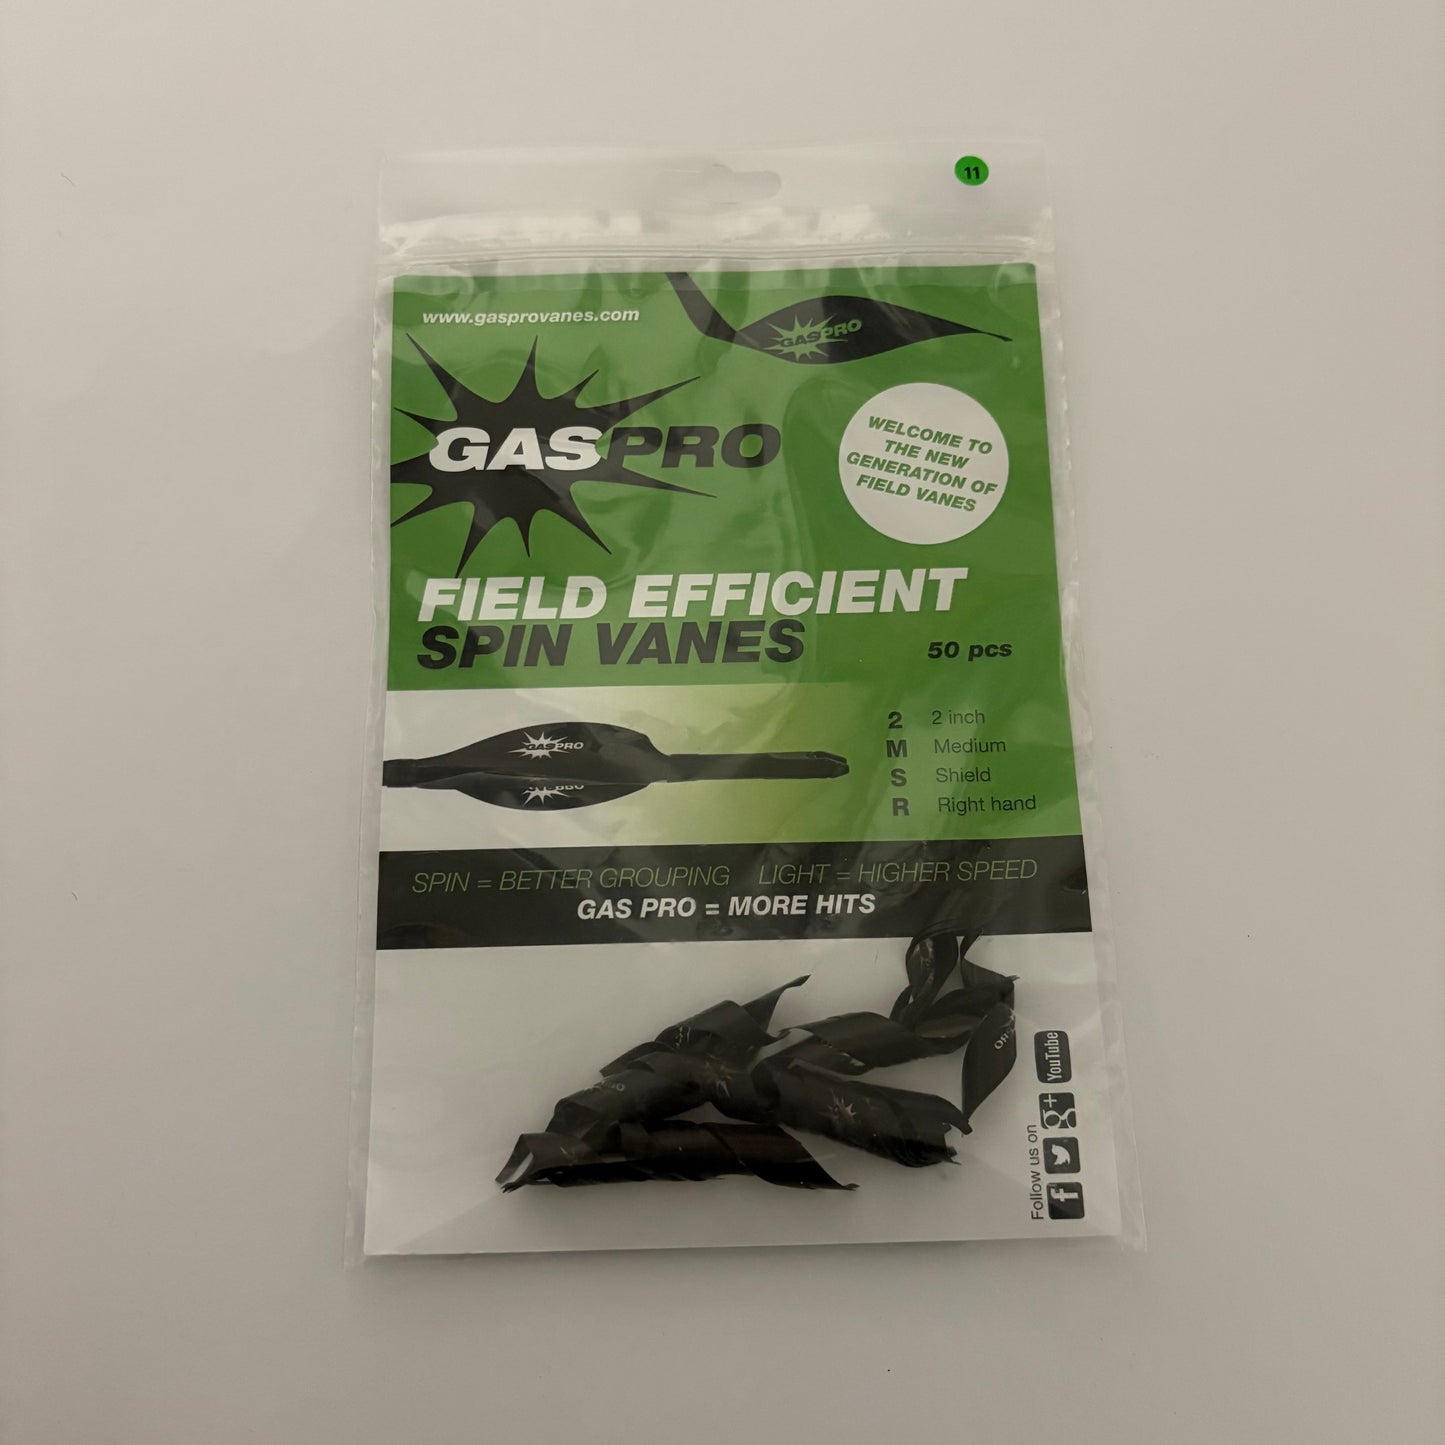 11
www.gasprovanes.com
GASPRO
GASPRO
WELCOME TO
THE NEW
GENERATION OF
FIELD VANES
FIELD EFFICIENT
SPIN VANES
50 pcs
GASPRO
2 2 inch
M Medium
S Shield
R Right hand
SPIN = BETTER GROUPING LIGHT = HIGHER SPEED
GAS PRO = MORE HITS
Follow us on
f
g+
YouTube